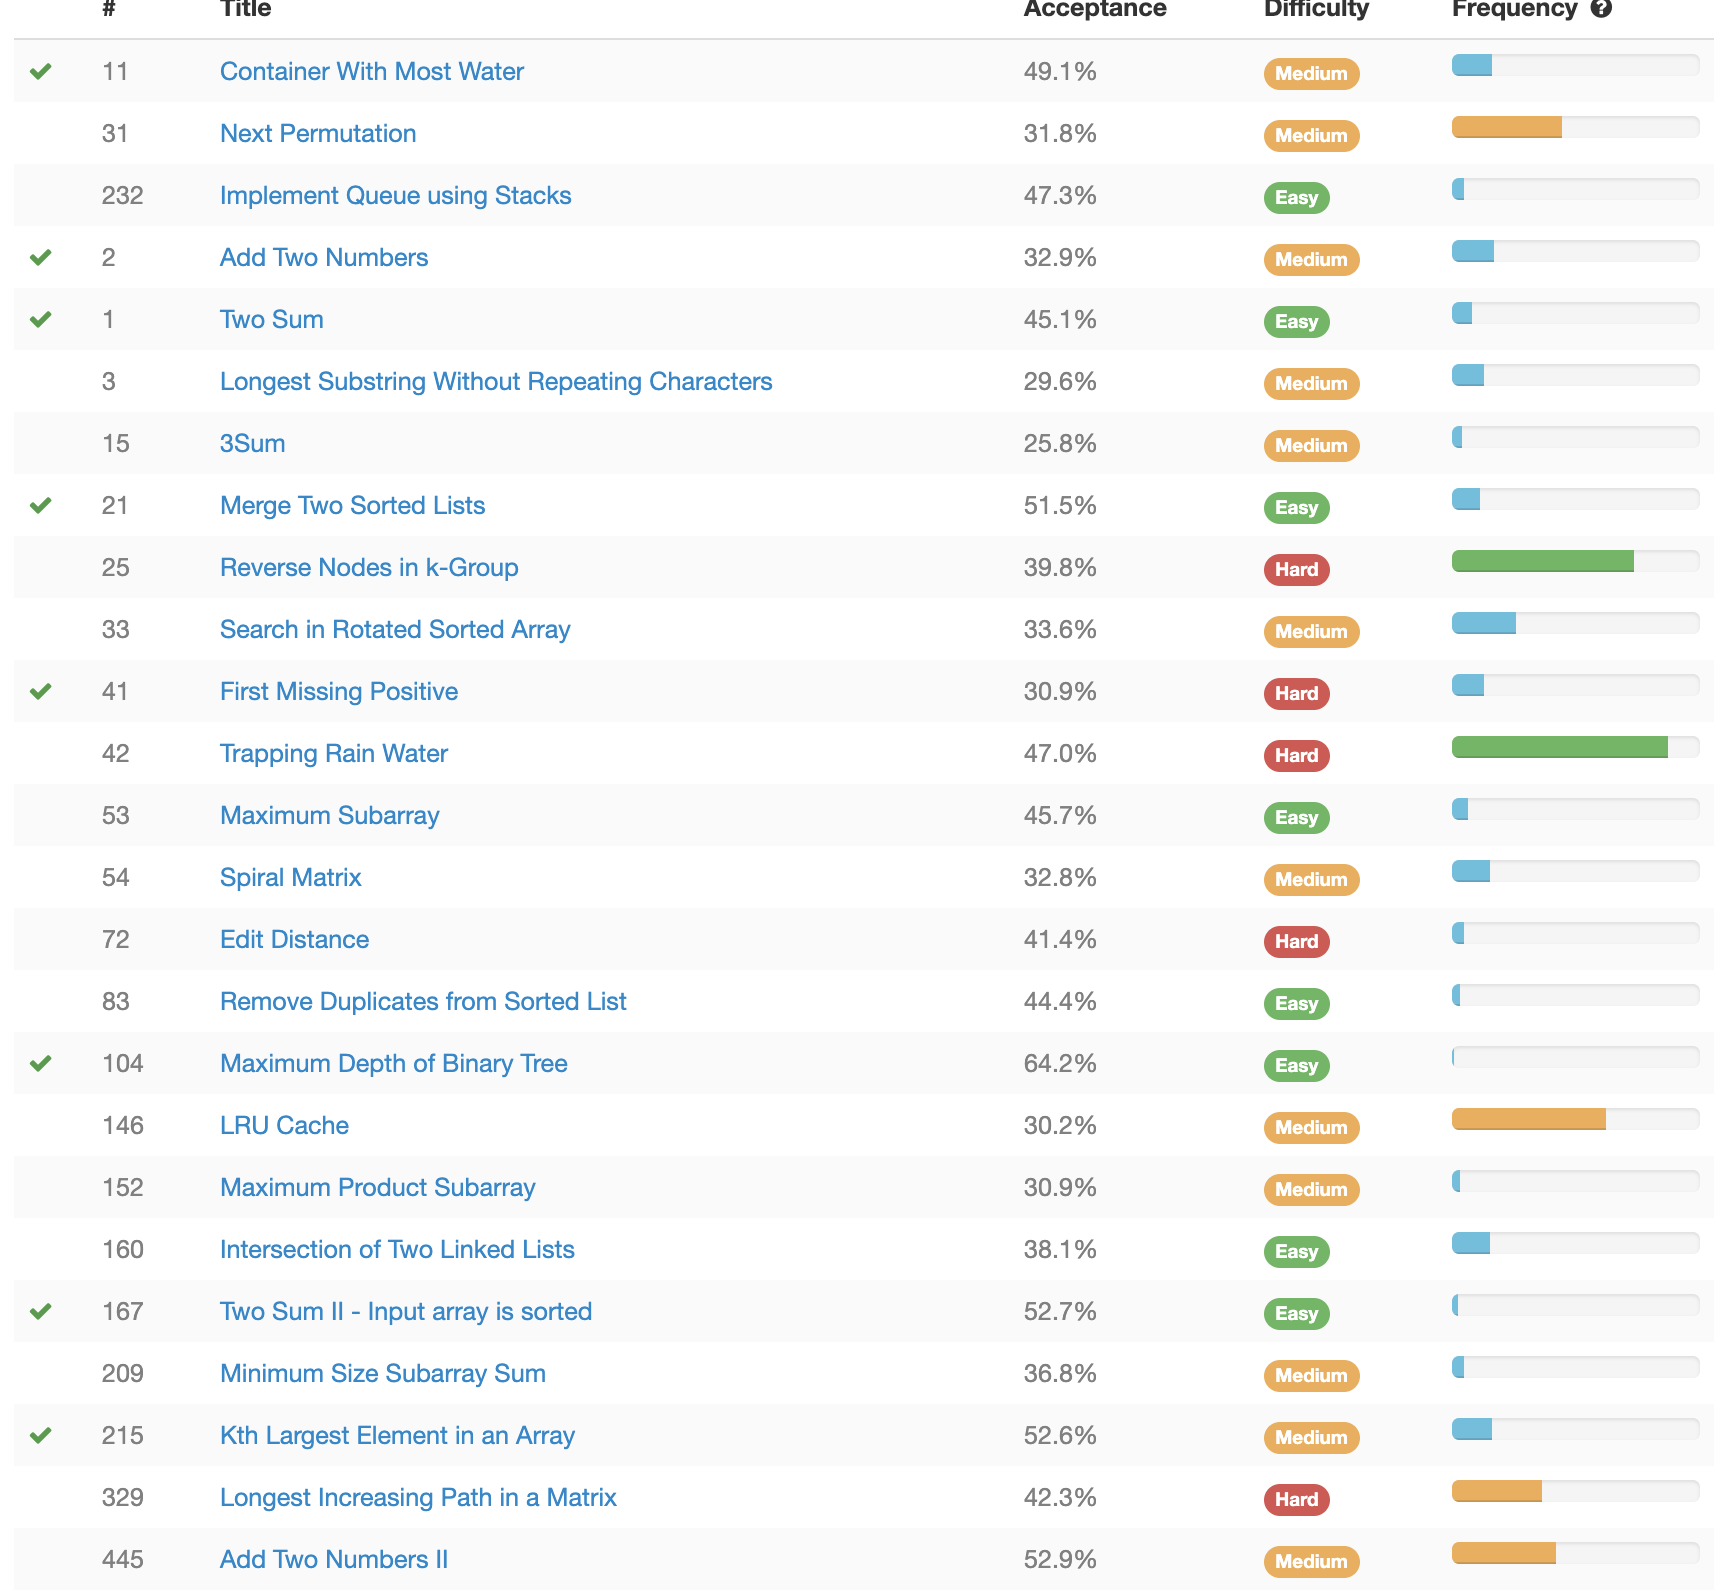 # Title Acceptance Difficulty Frequency ?
11 Container With Most Water 49.1% Medium
31 Next Permutation 31.8% Medium
232 Implement Queue using Stacks 47.3% Easy
2 Add Two Numbers 32.9% Medium
1 Two Sum 45.1% Easy
3 Longest Substring Without Repeating Characters 29.6% Medium
15 3Sum 25.8% Medium
21 Merge Two Sorted Lists 51.5% Easy
25 Reverse Nodes in k-Group 39.8% Hard
33 Search in Rotated Sorted Array 33.6% Medium
41 First Missing Positive 30.9% Hard
42 Trapping Rain Water 47.0% Hard
53 Maximum Subarray 45.7% Easy
54 Spiral Matrix 32.8% Medium
72 Edit Distance 41.4% Hard
83 Remove Duplicates from Sorted List 44.4% Easy
104 Maximum Depth of Binary Tree 64.2% Easy
146 LRU Cache 30.2% Medium
152 Maximum Product Subarray 30.9% Medium
160 Intersection of Two Linked Lists 38.1% Easy
167 Two Sum II - Input array is sorted 52.7% Easy
209 Minimum Size Subarray Sum 36.8% Medium
215 Kth Largest Element in an Array 52.6% Medium
329 Longest Increasing Path in a Matrix 42.3% Hard
445 Add Two Numbers II 52.9% Medium